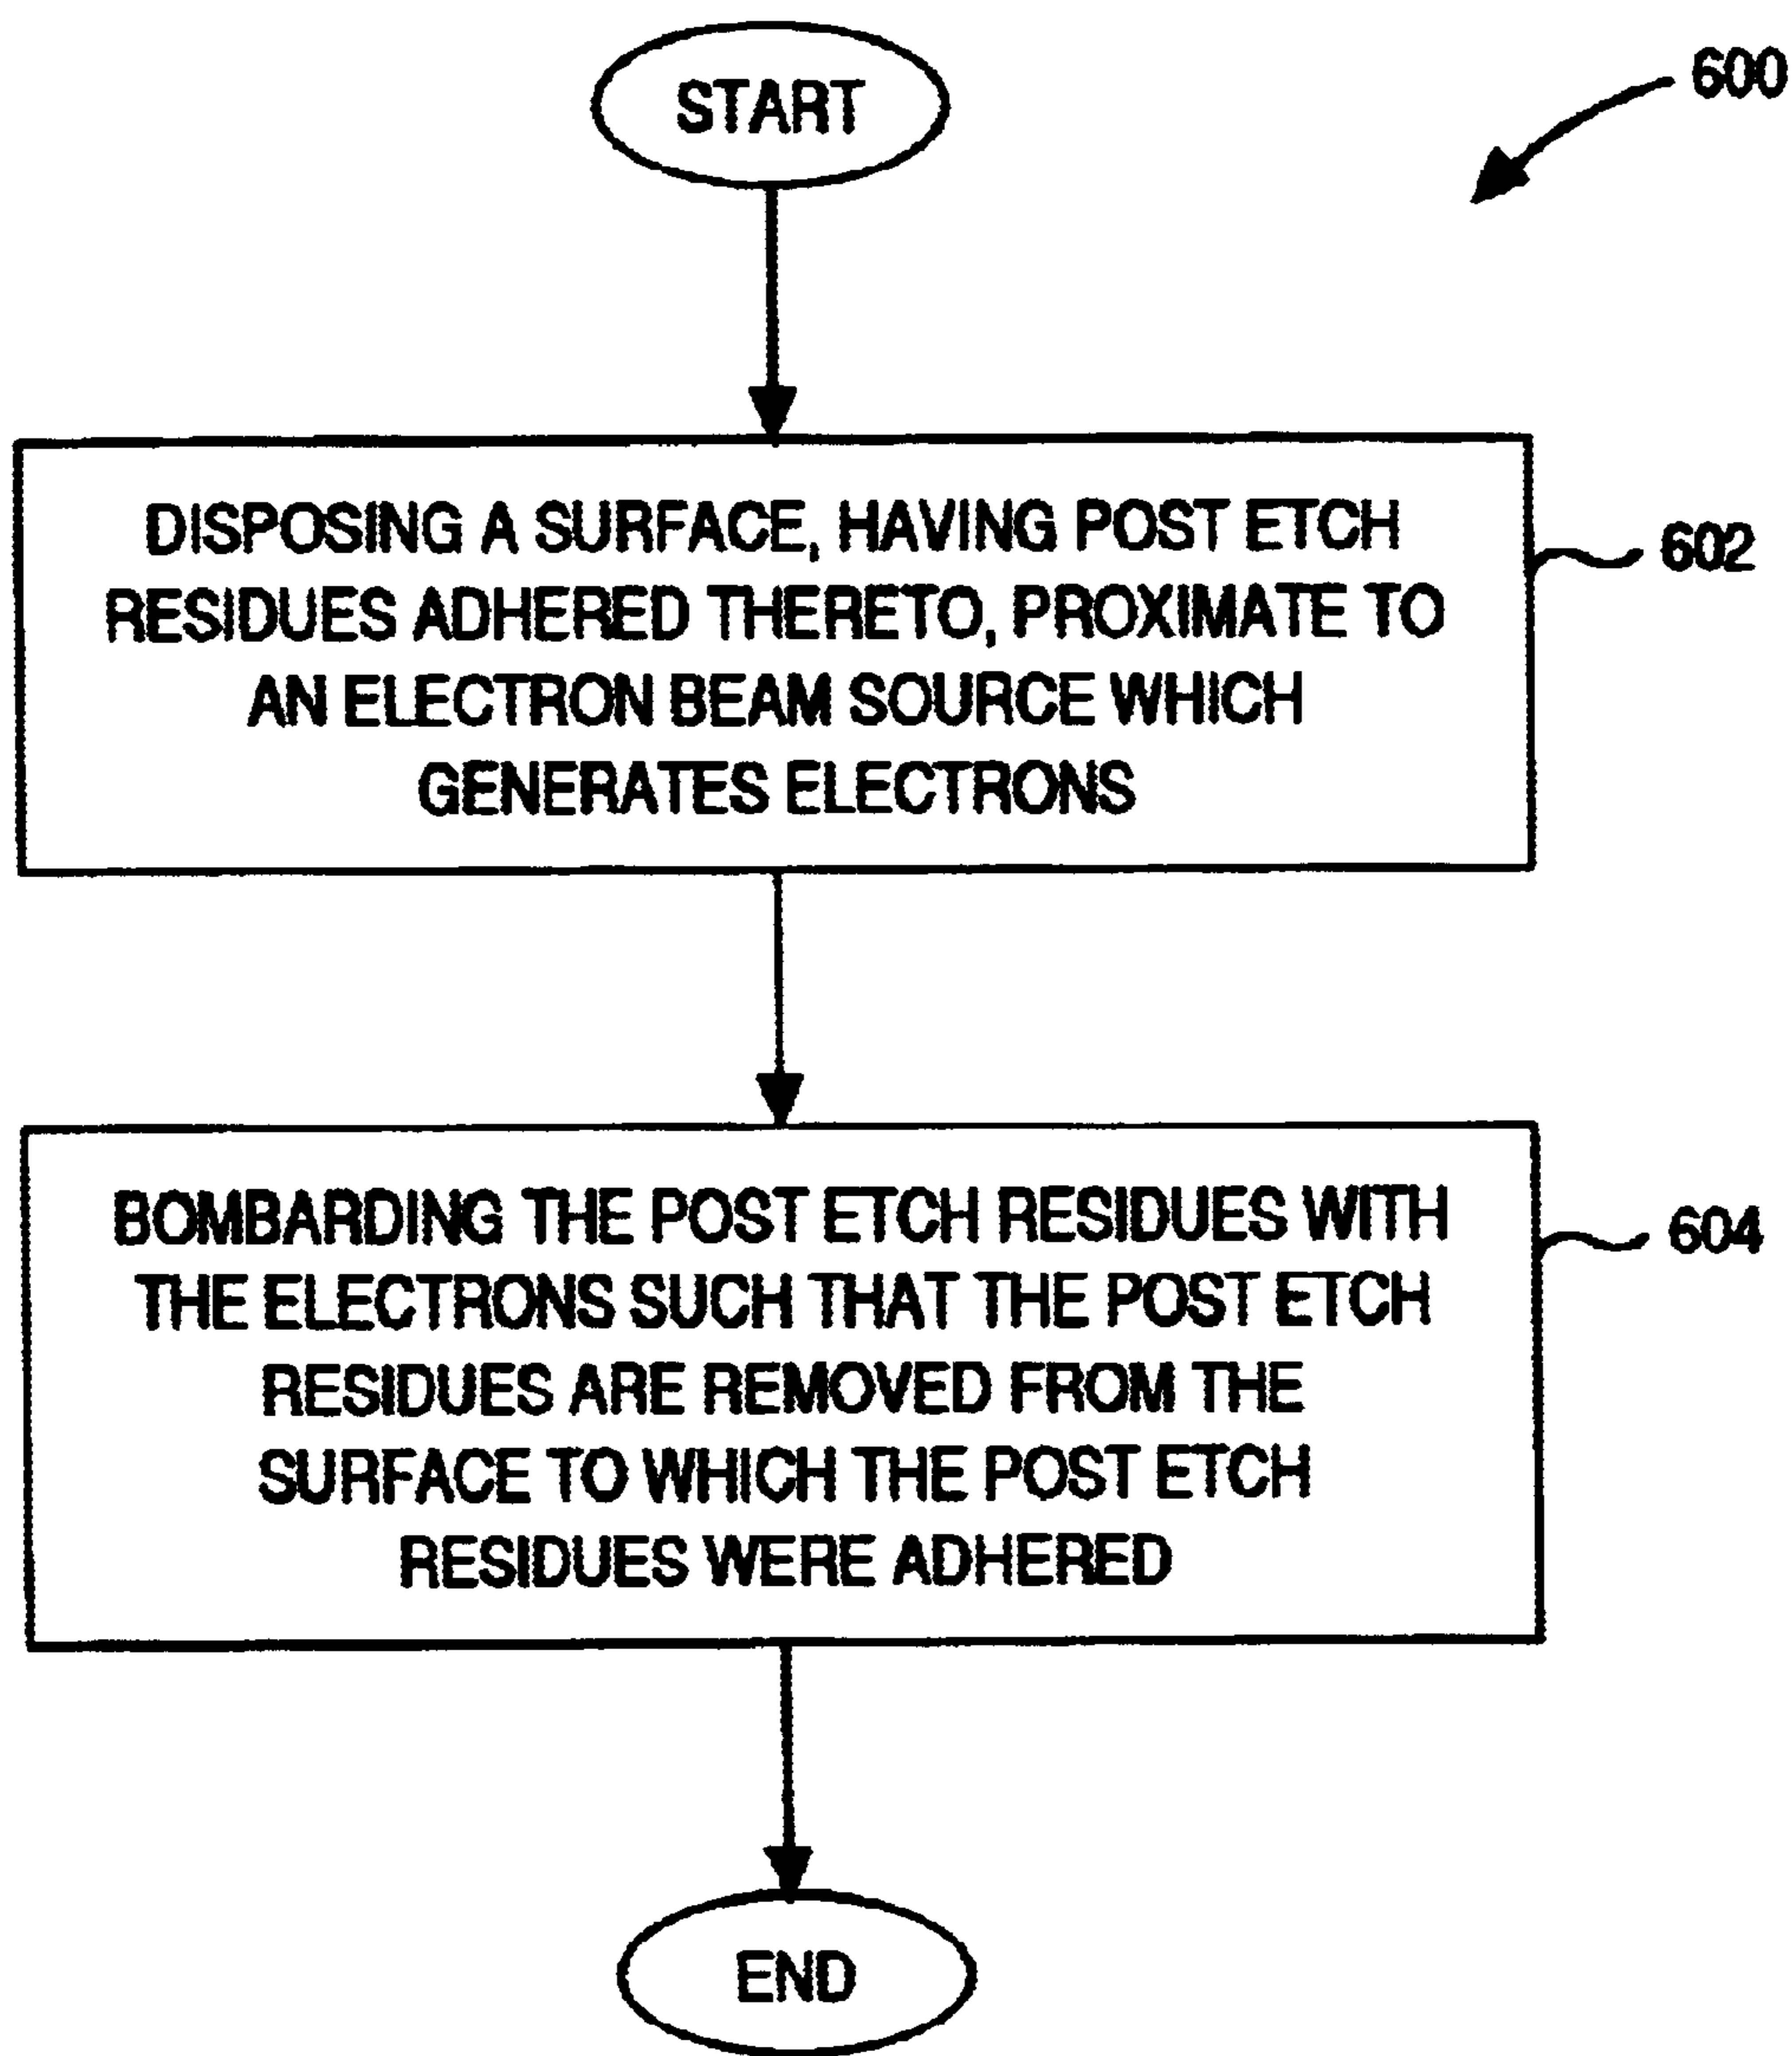 START
600
DISPOSING A SURFACE, HAVING POST ETCH
RESIDUES ADHERED THERETO, PROXIMATE TO
AN ELECTRON BEAM SOURCE WHICH
GENERATES ELECTRONS
602
BOMBARDING THE POST ETCH RESIDUES WITH
THE ELECTRONS SUCH THAT THE POST ETCH
RESIDUES ARE REMOVED FROM THE
SURFACE TO WHICH THE POST ETCH
RESIDUES WERE ADHERED
604
END